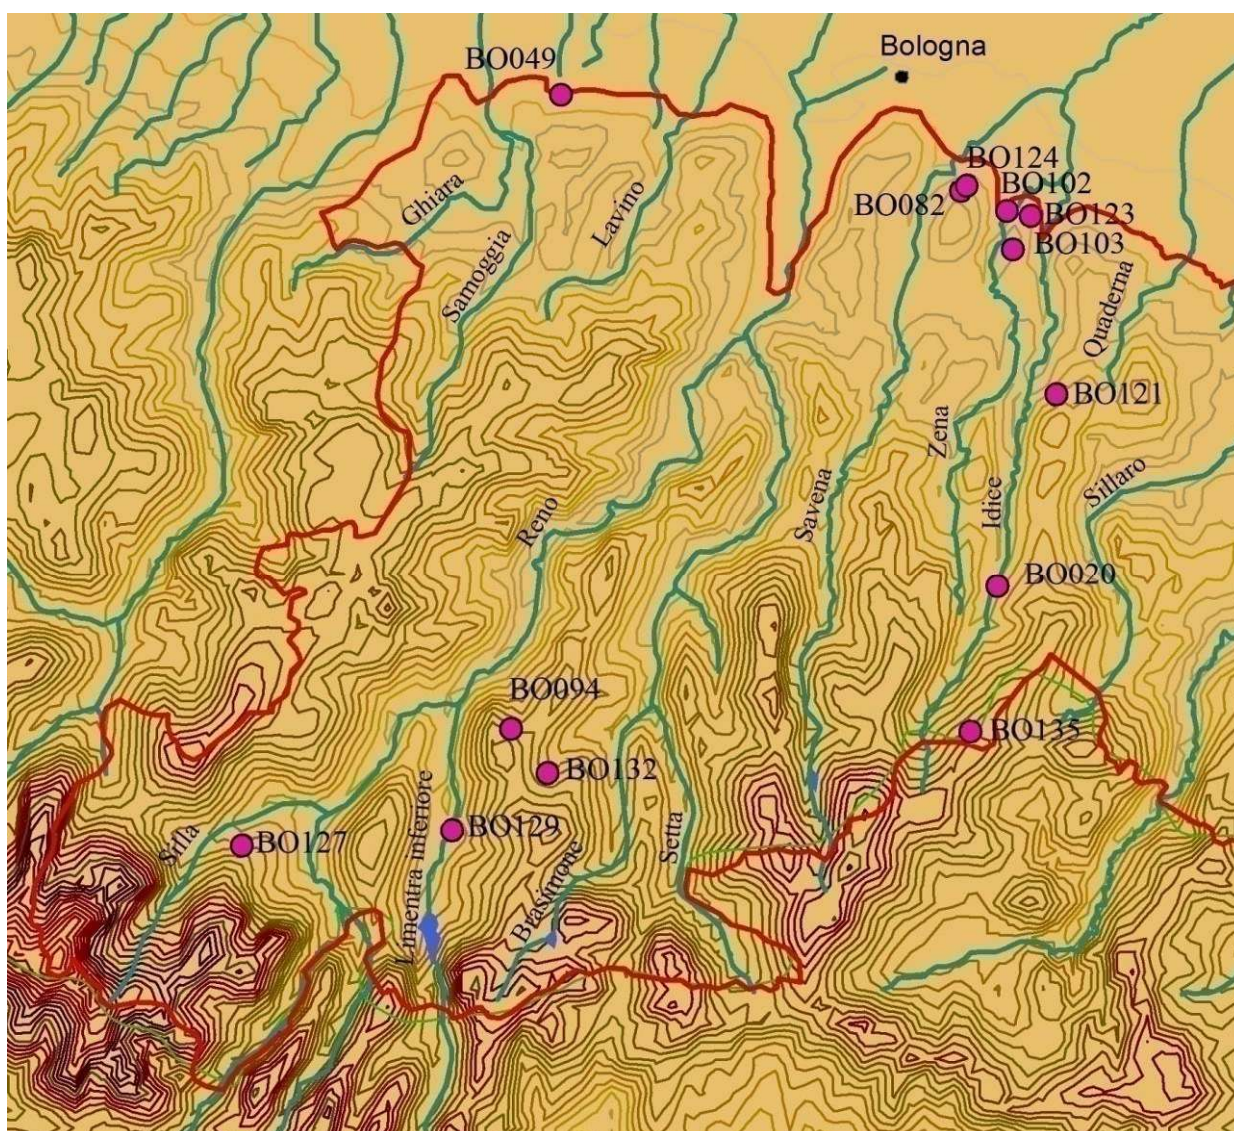 Bologna
BO049
BO124
BO102
BO082
BO123
BO103
Ghiara
Samoggia
Lavino
Quaderna
BO121
Zena
Sillaro
Savena
Idice
Reno
BO020
BO094
BO135
BO132
BO129
BO127
Silla
Limentra inferiore
Brasimone
Setta